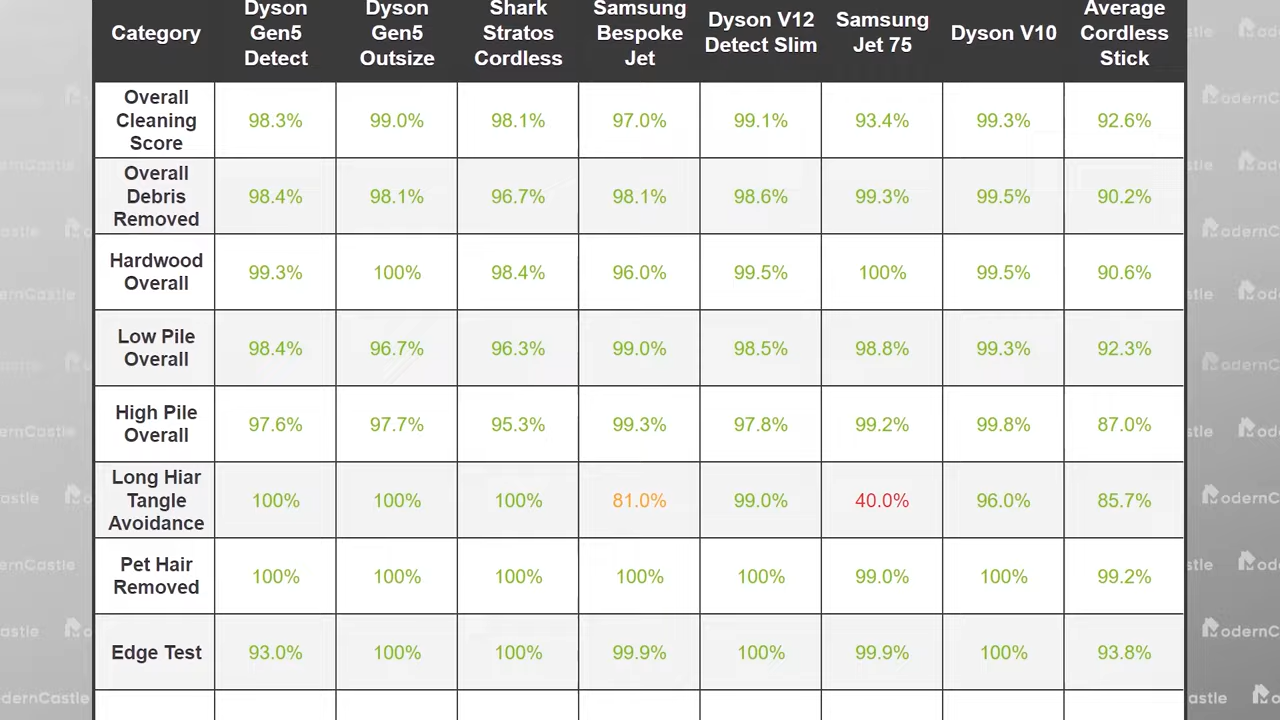 Category
Dyson
Gen5
Detect
Dyson
Gen5
Outsize
Shark
Stratos
Cordless
Samsung
Bespoke
Jet
Dyson V12
Detect Slim
Samsung
Jet 75
Dyson V10
Average
Cordless
Stick
Overall
Cleaning
Score
98.3% 99.0% 98.1% 97.0% 99.1% 93.4% 99.3% 92.6%
Overall
Debris
Removed
98.4% 98.1% 96.7% 98.1% 98.6% 99.3% 99.5% 90.2%
Hardwood
Overall
99.3% 100% 98.4% 96.0% 99.5% 100% 99.5% 90.6%
Low Pile
Overall
98.4% 96.7% 96.3% 99.0% 98.5% 98.8% 99.3% 92.3%
High Pile
Overall
97.6% 97.7% 95.3% 99.3% 97.8% 99.2% 99.8% 87.0%
Long Hiar
Tangle
Avoidance
100% 100% 100% 81.0% 99.0% 40.0% 96.0% 85.7%
Pet Hair
Removed
100% 100% 100% 100% 100% 99.0% 100% 99.2%
Edge Test
93.0% 100% 100% 99.9% 100% 99.9% 100% 93.8%